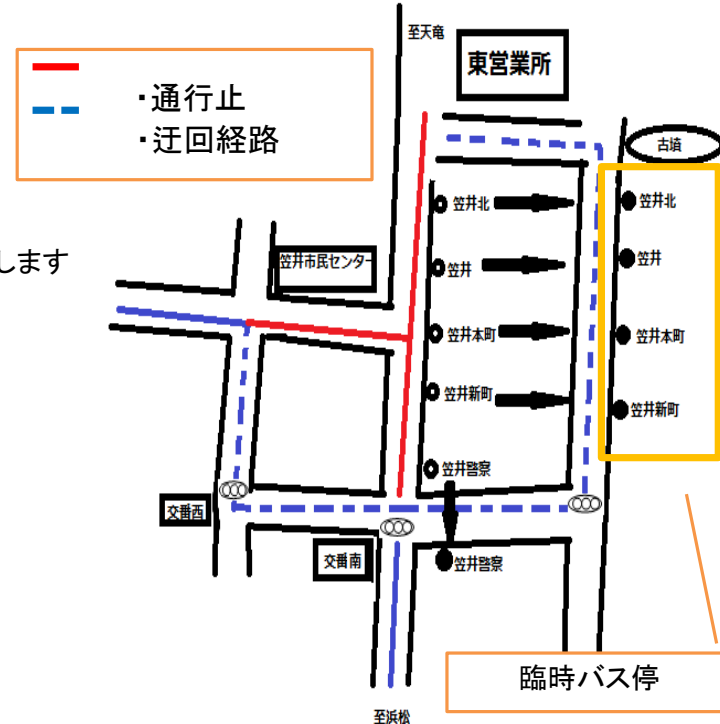 至天竜
東営業所
・通行止
・迂回経路
古墳
笠井北
笠井北
します
笠井市民センター
笠井
笠井
笠井本町
笠井本町
笠井新町
笠井新町
笠井警察
交番西
交番南
笠井警察
臨時バス停
至浜松